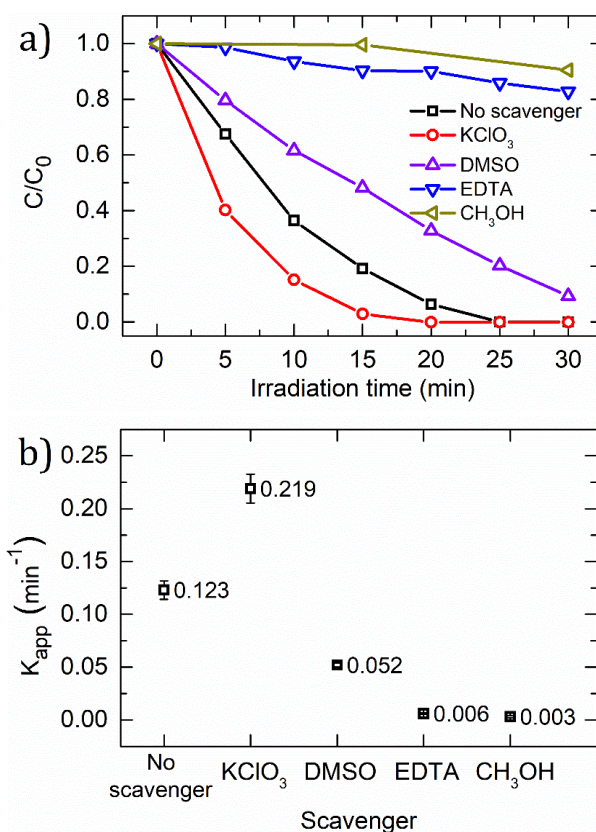 a)
1.0
0.8
0.6
0.4
0.2
0.0
C/C₀
No scavenger
KClO₃
DMSO
EDTA
CH₃OH
0 5 10 15 20 25 30
Irradiation time (min)
b)
0.25
0.20
0.15
0.10
0.05
0.00
K_app (min⁻¹)
0.123
0.219
0.052
0.006
0.003
No scavenger
KClO₃
DMSO
EDTA
CH₃OH
Scavenger